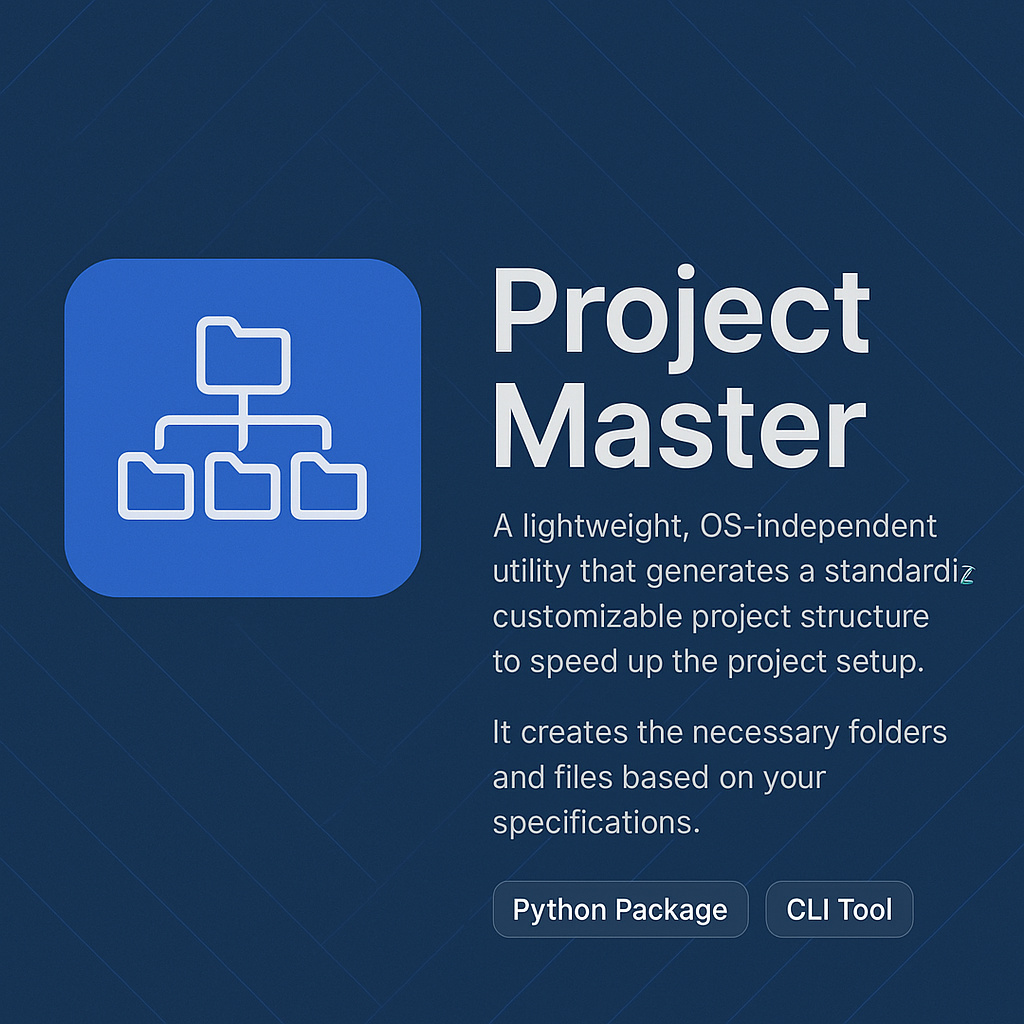 Project
Master
A lightweight, OS-independent
utility that generates a standardiz
customizable project structure
to speed up the project setup.
It creates the necessary folders
and files based on your
specifications.
Python Package
CLI Tool